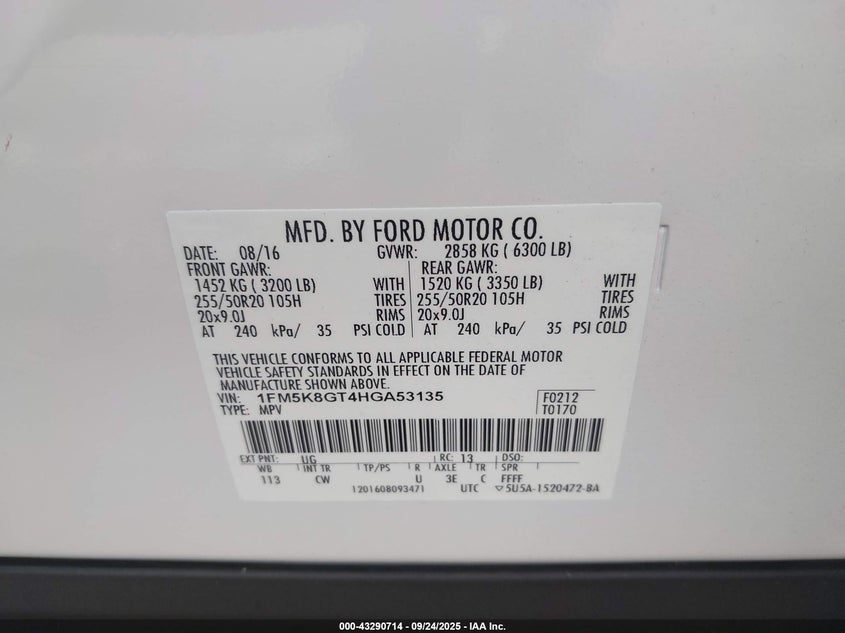 MFD. BY FORD MOTOR CO.
DATE: 08/16 GVWR: 2858 KG ( 6300 LB)
FRONT GAWR: REAR GAWR:
1452 KG ( 3200 LB) WITH 1520 KG ( 3350 LB) WITH
255/50R20 105H TIRES 255/50R20 105H TIRES
20x9.0J RIMS 20x9.0J RIMS
AT 240 kPa/ 35 PSI COLD AT 240 kPa/ 35 PSI COLD
THIS VEHICLE CONFORMS TO ALL APPLICABLE FEDERAL MOTOR
VEHICLE SAFETY STANDARDS IN EFFECT ON THE DATE OF
MANUFACTURE SHOWN ABOVE.
VIN: 1FM5K8GT4HGA53135 F0212
TYPE: MPV T0170
EXT PNT: UG RC: 13 DSO:
WB INT TR TP/PS R AXLE TR SPR
113 CW U 3E C FFFF
1201608093471 UTC ▽5U5A-1520472-BA
000-43290714 - 09/24/2025 - IAA Inc.